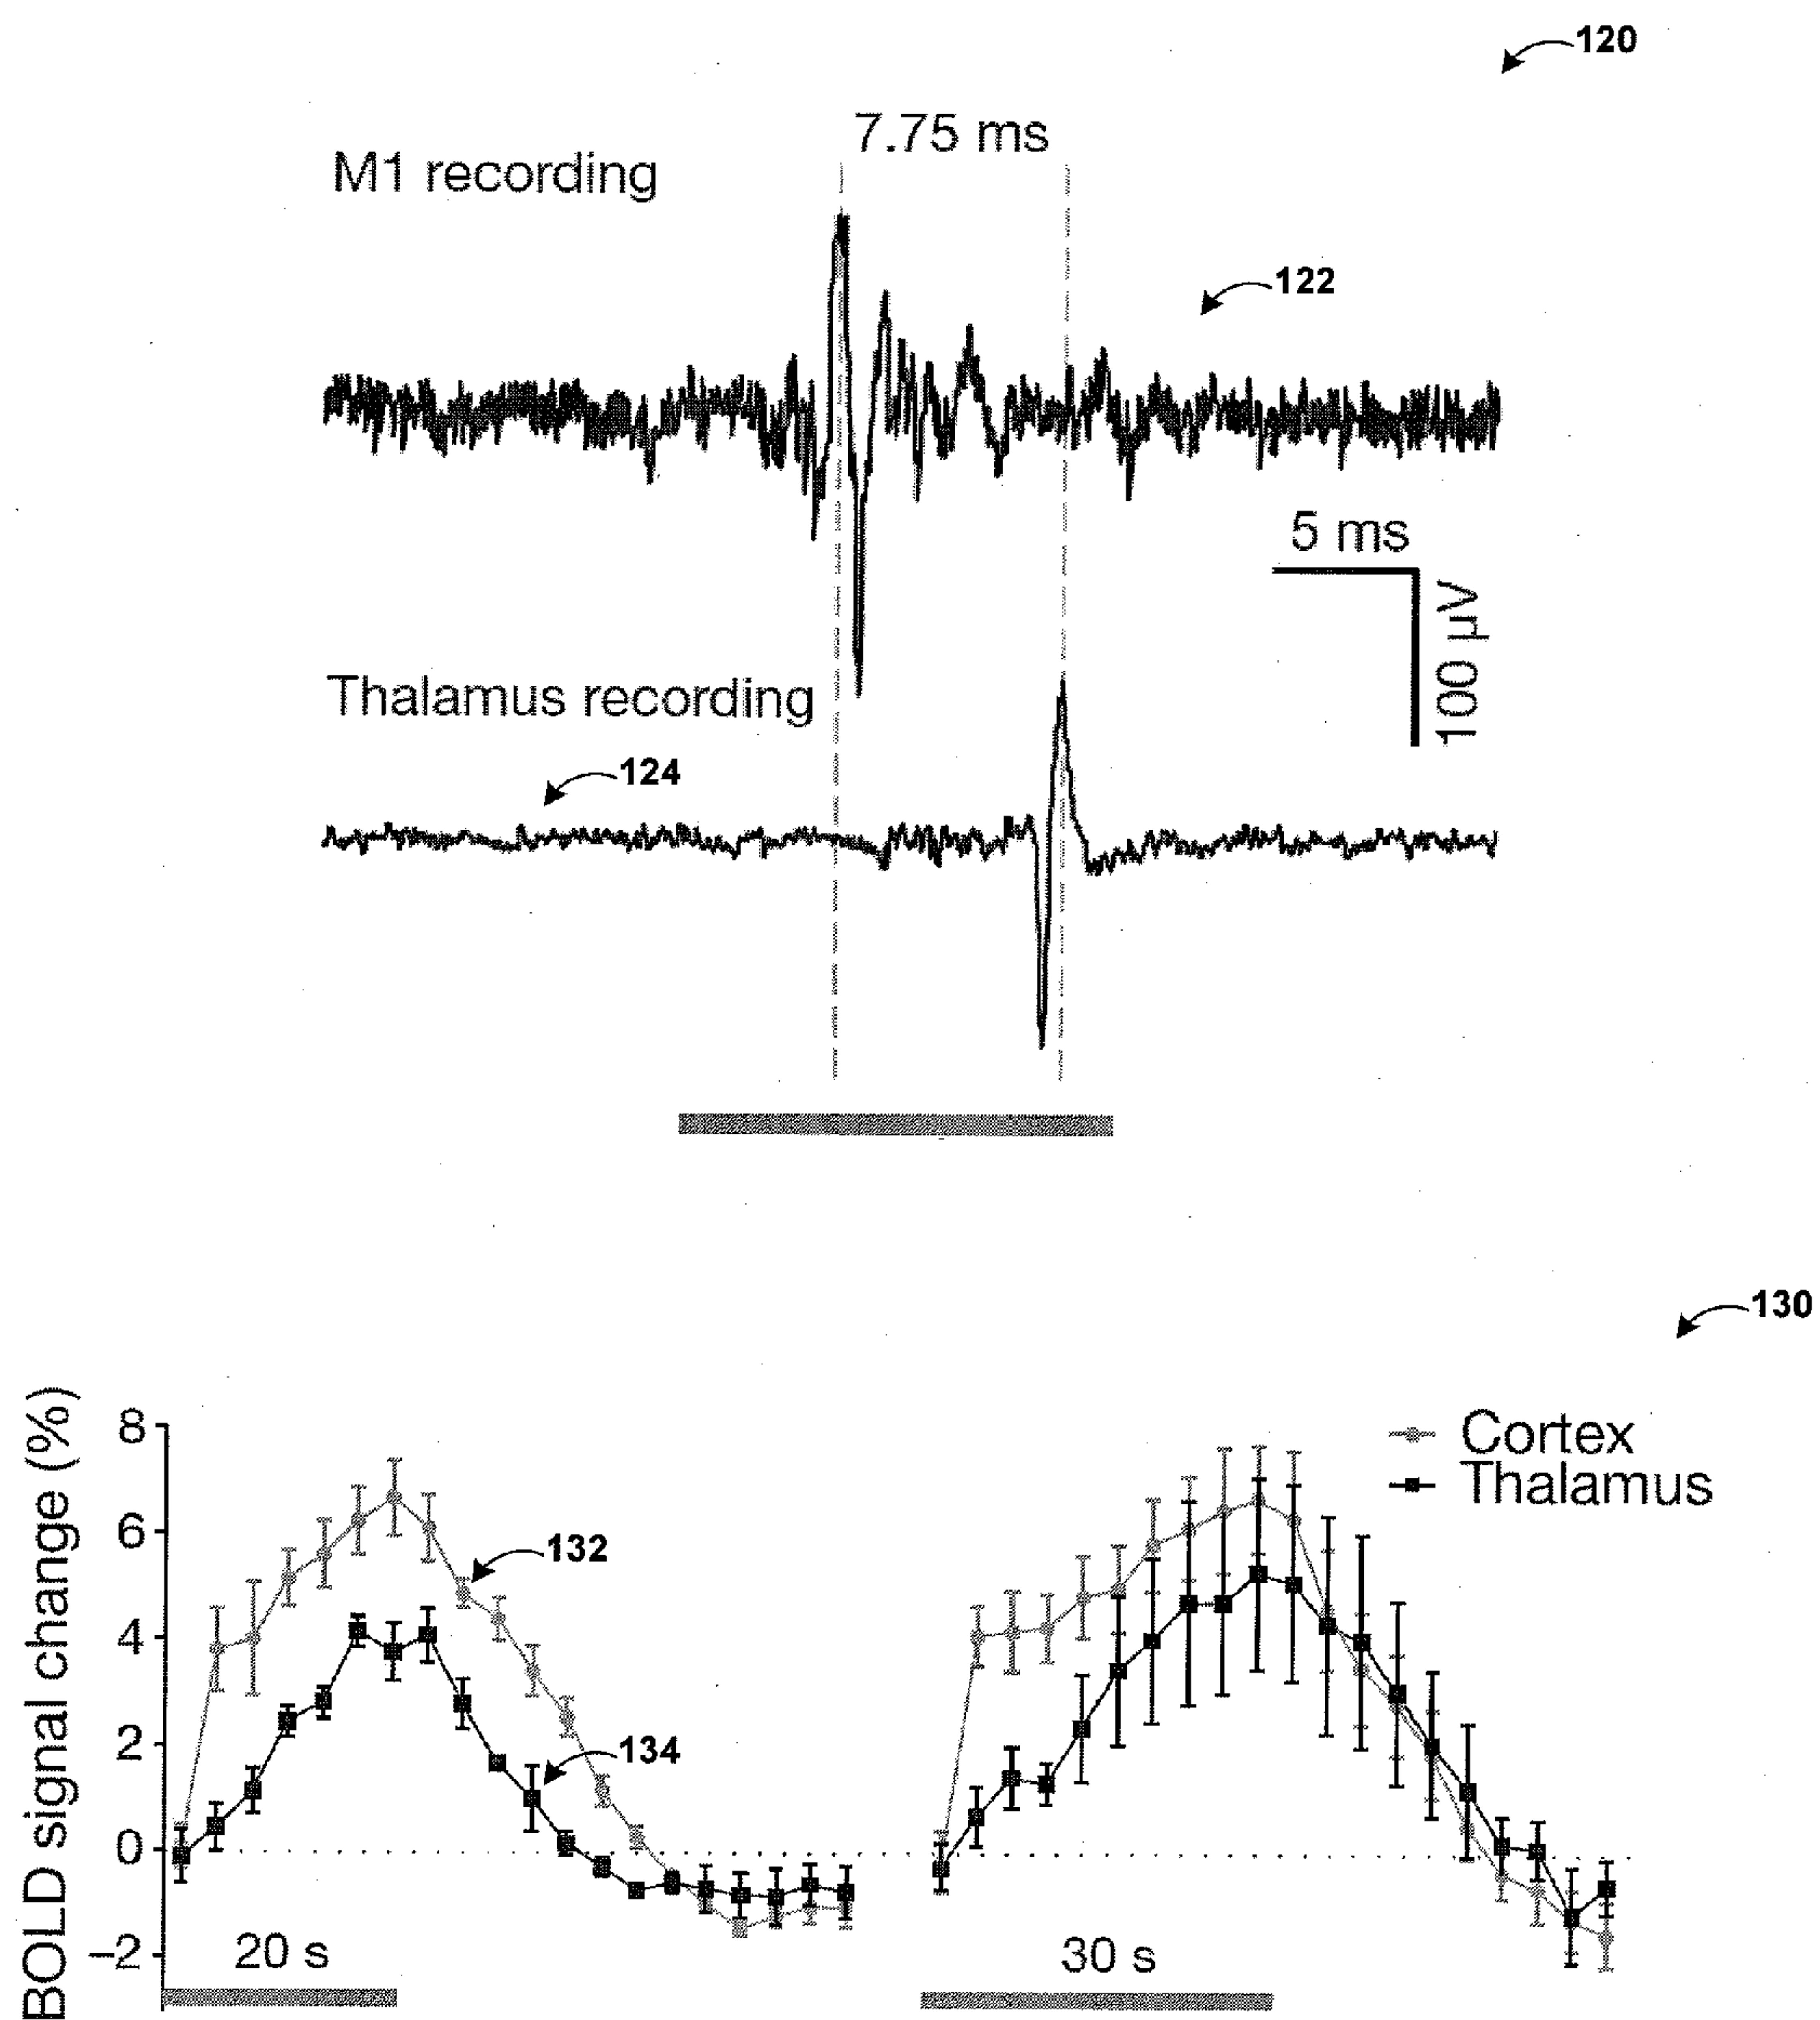 120
7.75 ms
M1 recording
122
5 ms
100 µV
Thalamus recording
124
130
BOLD signal change (%)
8
6
4
2
0
−2
Cortex
Thalamus
132
134
20 s
30 s